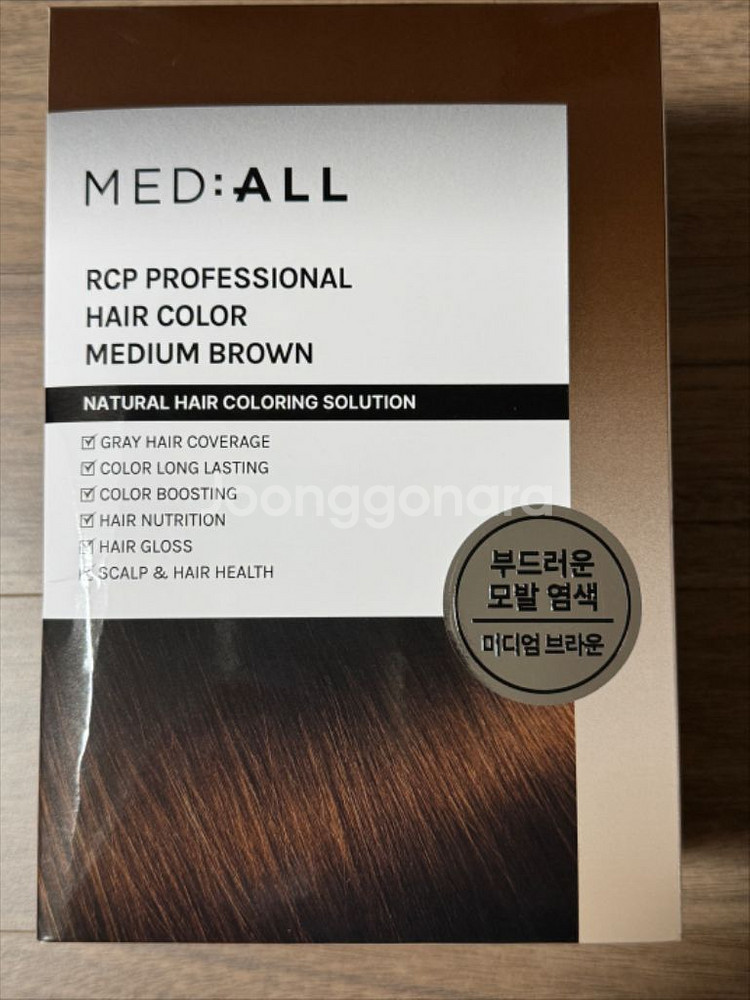 MED:ALL
RCP PROFESSIONAL
HAIR COLOR
MEDIUM BROWN
NATURAL HAIR COLORING SOLUTION
☑ GRAY HAIR COVERAGE
☑ COLOR LONG LASTING
☑ COLOR BOOSTING
Joonggonara
☑ HAIR NUTRITION
☑ HAIR GLOSS
☑ SCALP & HAIR HEALTH
부드러운
모발 염색
미디엄 브라운